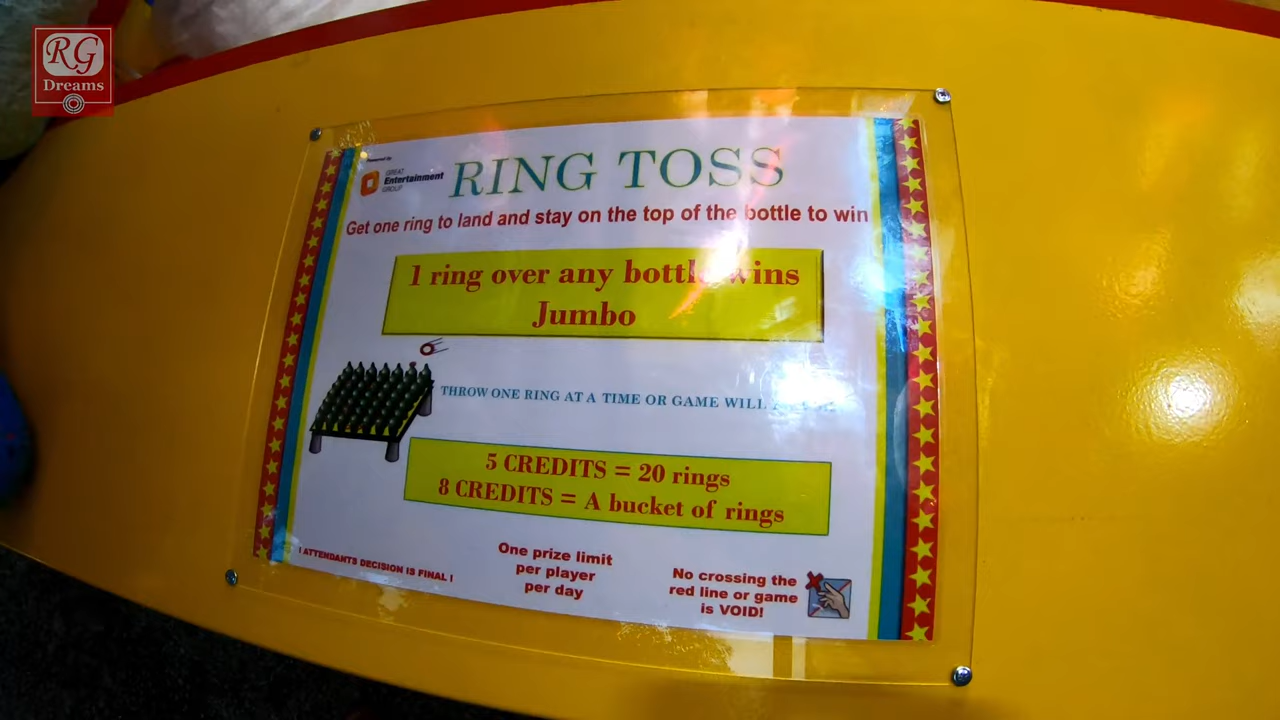 RG
Dreams
Powered by
GREAT
Entertainment
GROUP
RING TOSS
Get one ring to land and stay on the top of the bottle to win
1 ring over any bottle wins
Jumbo
THROW ONE RING AT A TIME OR GAME WILL
5 CREDITS = 20 rings
8 CREDITS = A bucket of rings
! ATTENDANTS DECISION IS FINAL !
One prize limit
per player
per day
No crossing the
red line or game
is VOID!